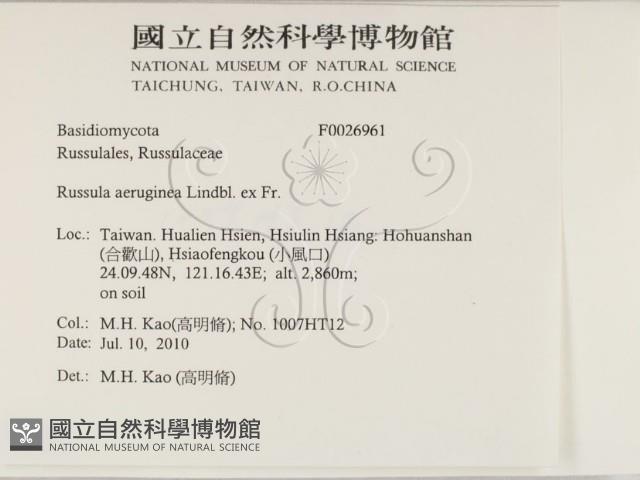 國立自然科學博物館
NATIONAL MUSEUM OF NATURAL SCIENCE
TAICHUNG, TAIWAN, R.O.CHINA
Basidiomycota F0026961
Russulales, Russulaceae
Russula aeruginea Lindbl. ex Fr.
Loc.: Taiwan. Hualien Hsien, Hsiulin Hsiang: Hohuanshan
(合歡山), Hsiaofengkou (小風口)
24.09.48N, 121.16.43E; alt. 2,860m;
on soil
Col.: M.H. Kao(高明脩); No. 1007HT12
Date: Jul. 10, 2010
Det.: M.H. Kao (高明脩)
國立自然科學博物館
NATIONAL MUSEUM OF NATURAL SCIENCE